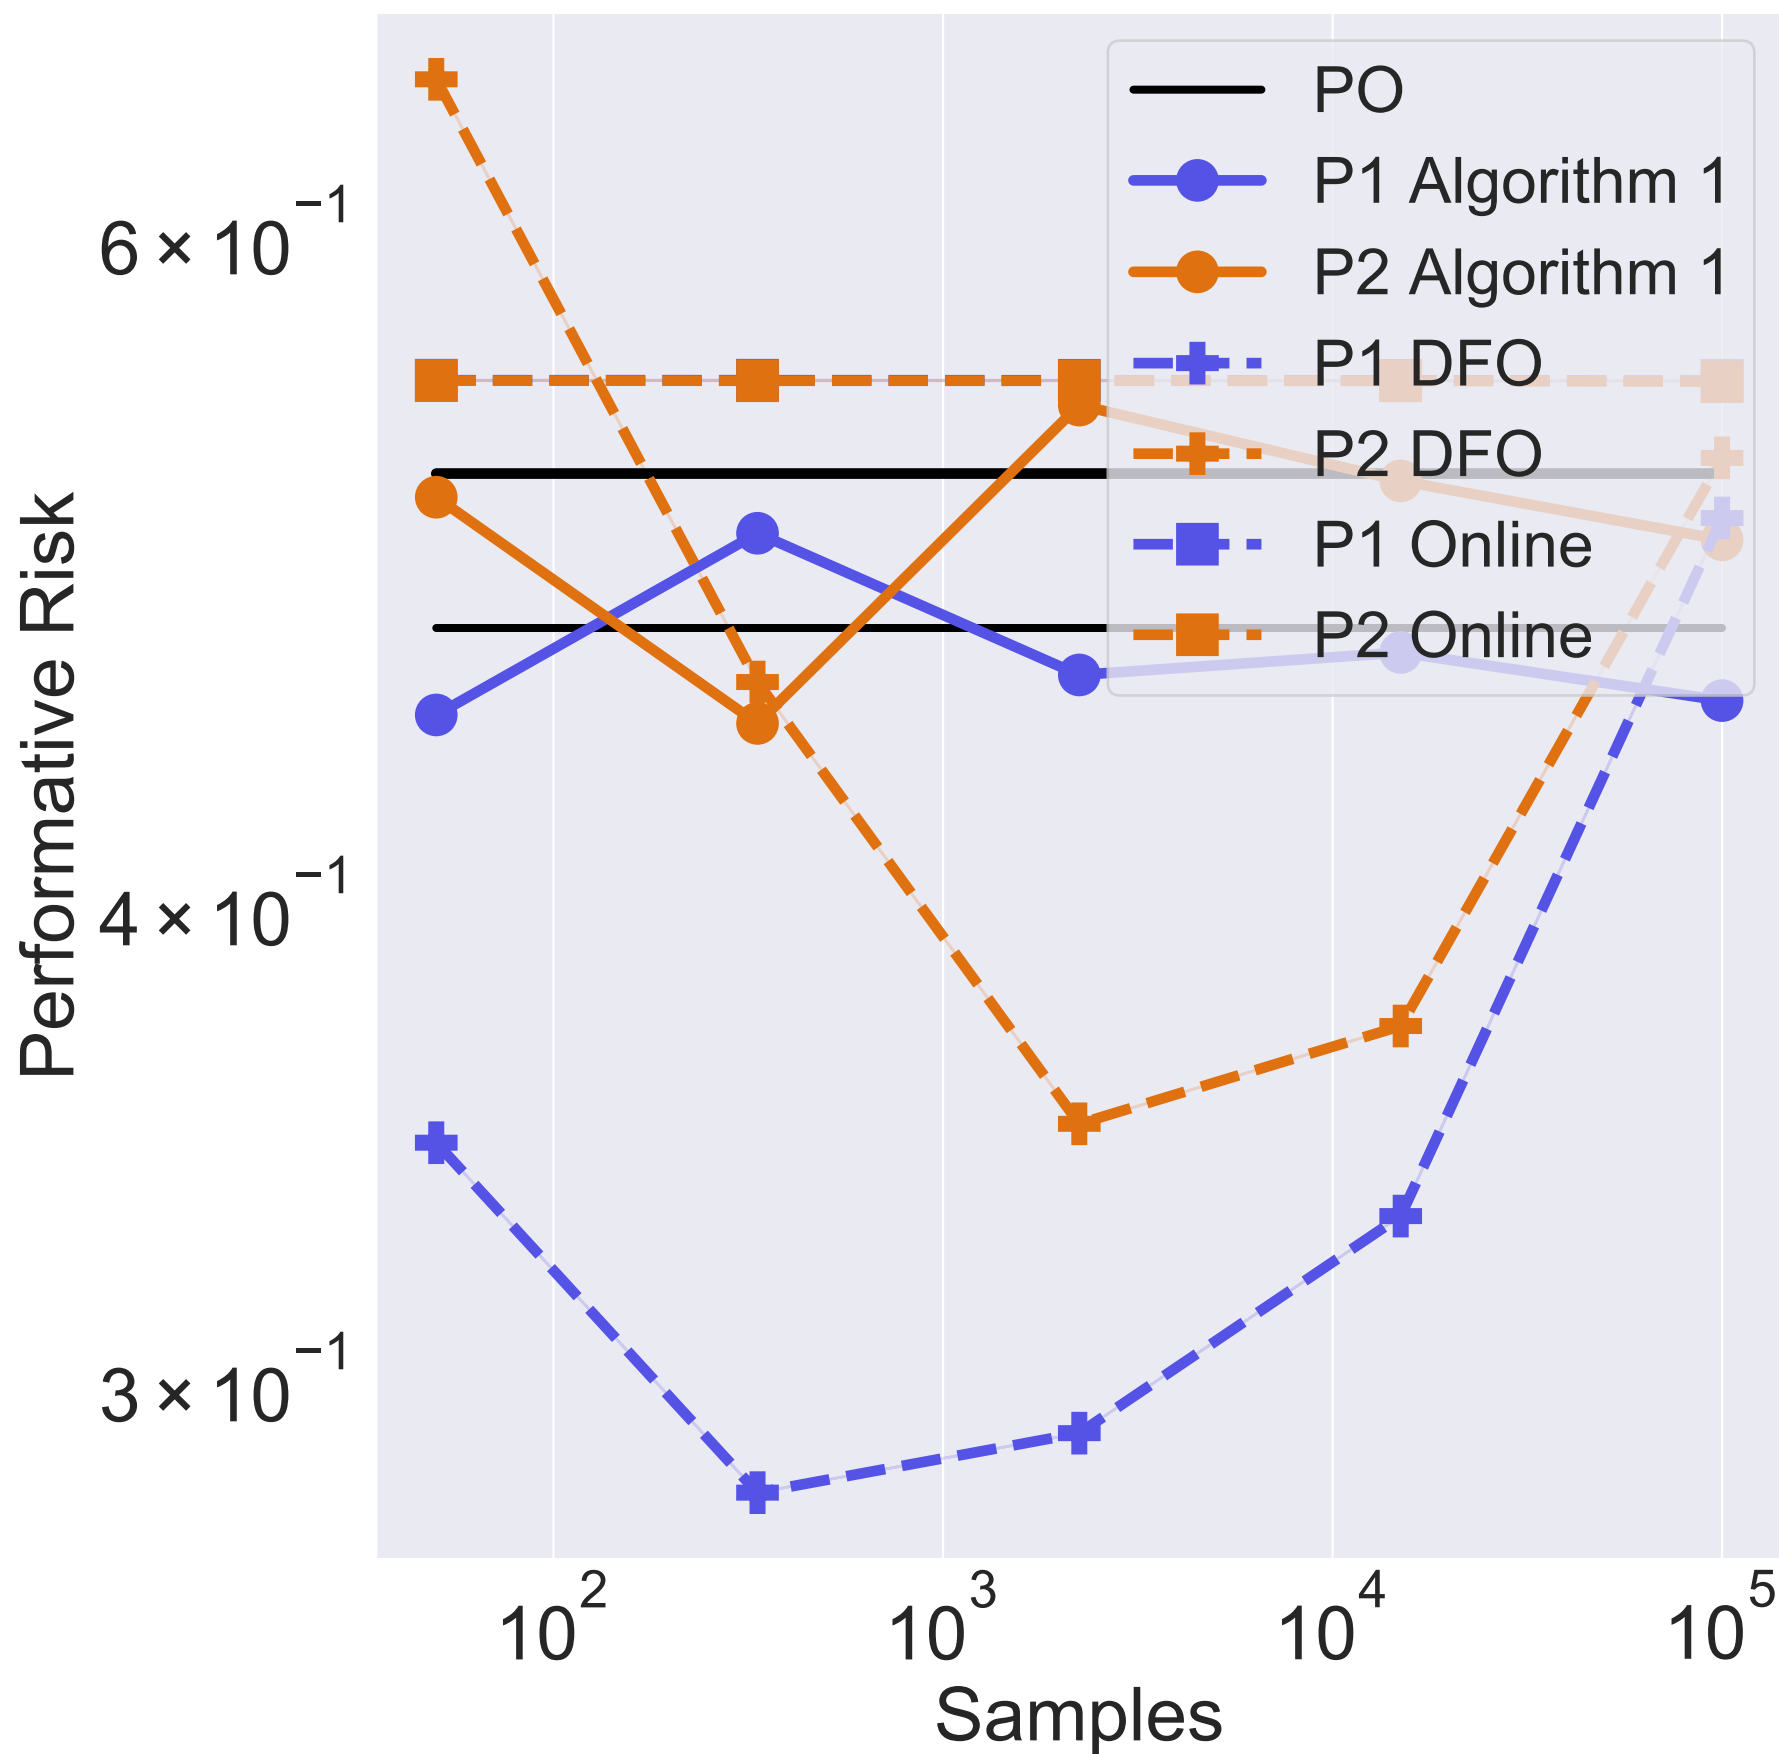 Performative Risk
6 × 10⁻¹
4 × 10⁻¹
3 × 10⁻¹
PO
P1 Algorithm 1
P2 Algorithm 1
P1 DFO
P2 DFO
P1 Online
P2 Online
10² 10³ 10⁴ 10⁵
Samples